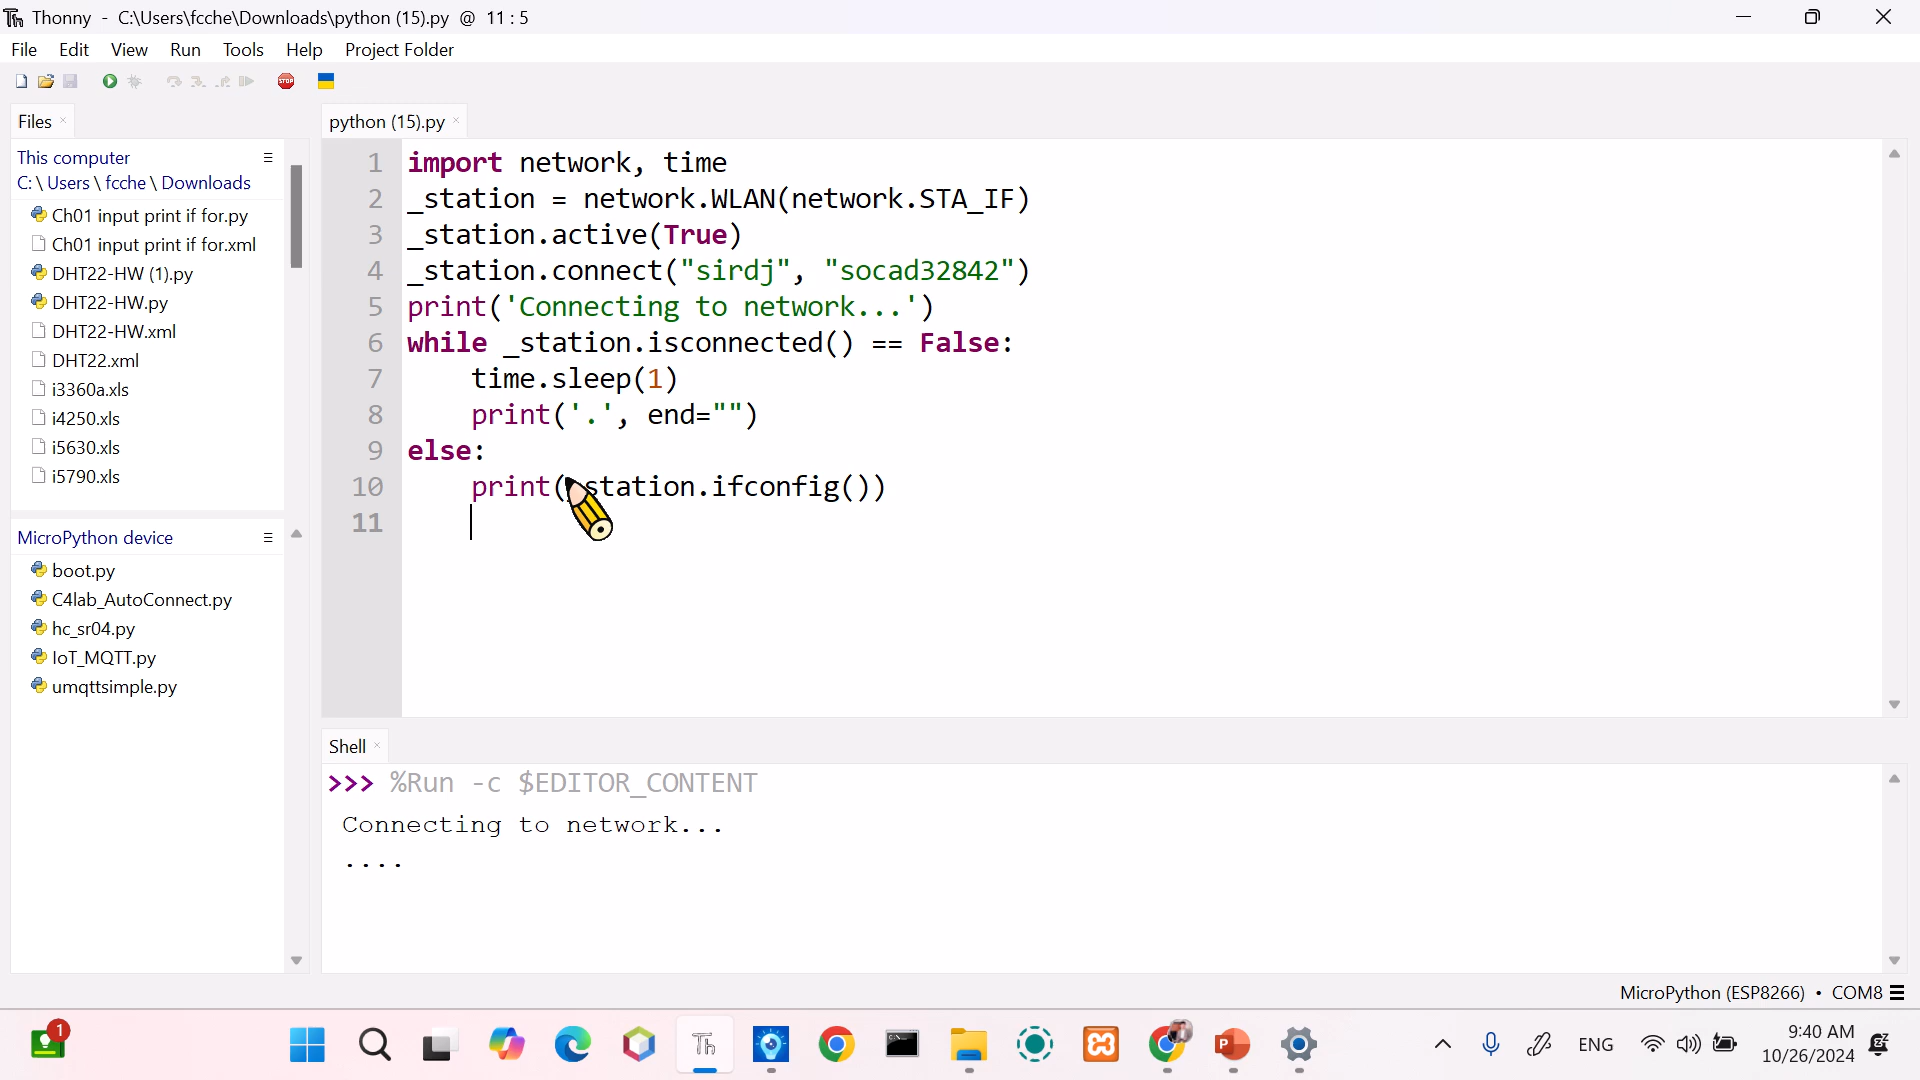 Thonny - C:\Users\fcche\Downloads\python (15).py @ 11 : 5
File Edit View Run Tools Help Project Folder
STOP
Files
python (15).py
This computer
C: \ Users \ fcche \ Downloads
Ch01 input print if for.py
Ch01 input print if for.xml
DHT22-HW (1).py
DHT22-HW.py
DHT22-HW.xml
DHT22.xml
i3360a.xls
i4250.xls
i5630.xls
i5790.xls
MicroPython device
boot.py
C4lab_AutoConnect.py
hc_sr04.py
IoT_MQTT.py
umqttsimple.py
1 import network, time
2 _station = network.WLAN(network.STA_IF)
3 _station.active(True)
4 _station.connect("sirdj", "socad32842")
5 print('Connecting to network...')
6 while _station.isconnected() == False:
7 time.sleep(1)
8 print('.', end="")
9 else:
10 print(_station.ifconfig())
11
Shell
>>> %Run -c $EDITOR_CONTENT
Connecting to network...
....
MicroPython (ESP8266) • COM8
1
Th
ENG
9:40 AM
10/26/2024